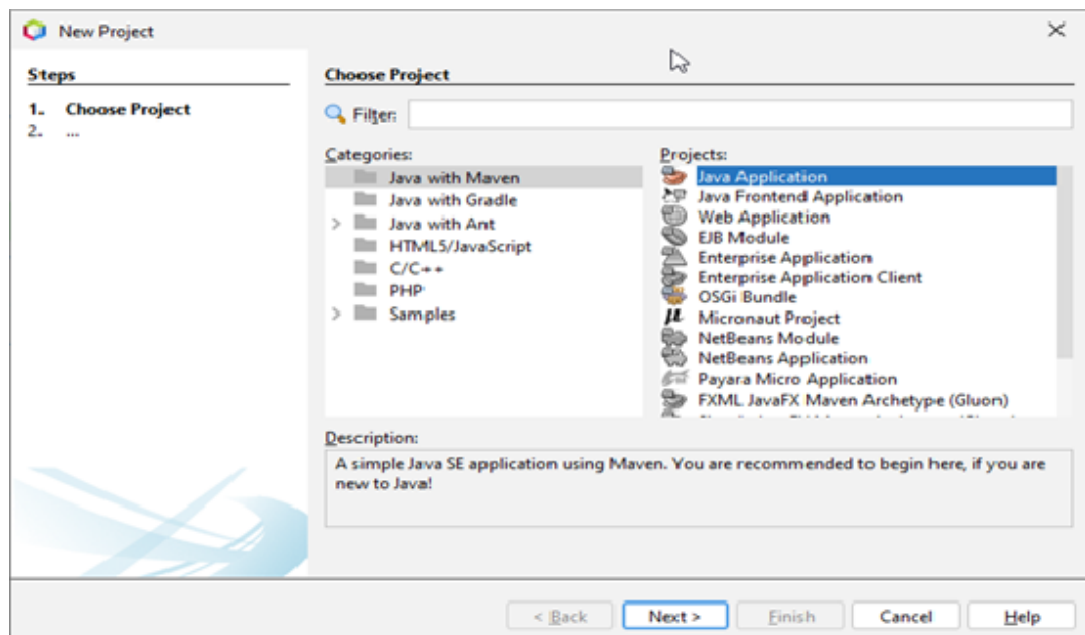 New Project
Steps
1. Choose Project
2. ...
Choose Project
Filter:
Categories:
Java with Maven
Java with Gradle
Java with Ant
HTML5/JavaScript
C/C++
PHP
Samples
Projects:
Java Application
Java Frontend Application
Web Application
EJB Module
Enterprise Application
Enterprise Application Client
OSGi Bundle
Micronaut Project
NetBeans Module
NetBeans Application
Payara Micro Application
FXML JavaFX Maven Archetype (Gluon)
Description:
A simple Java SE application using Maven. You are recommended to begin here, if you are
new to Java!
< Back
Next >
Finish
Cancel
Help